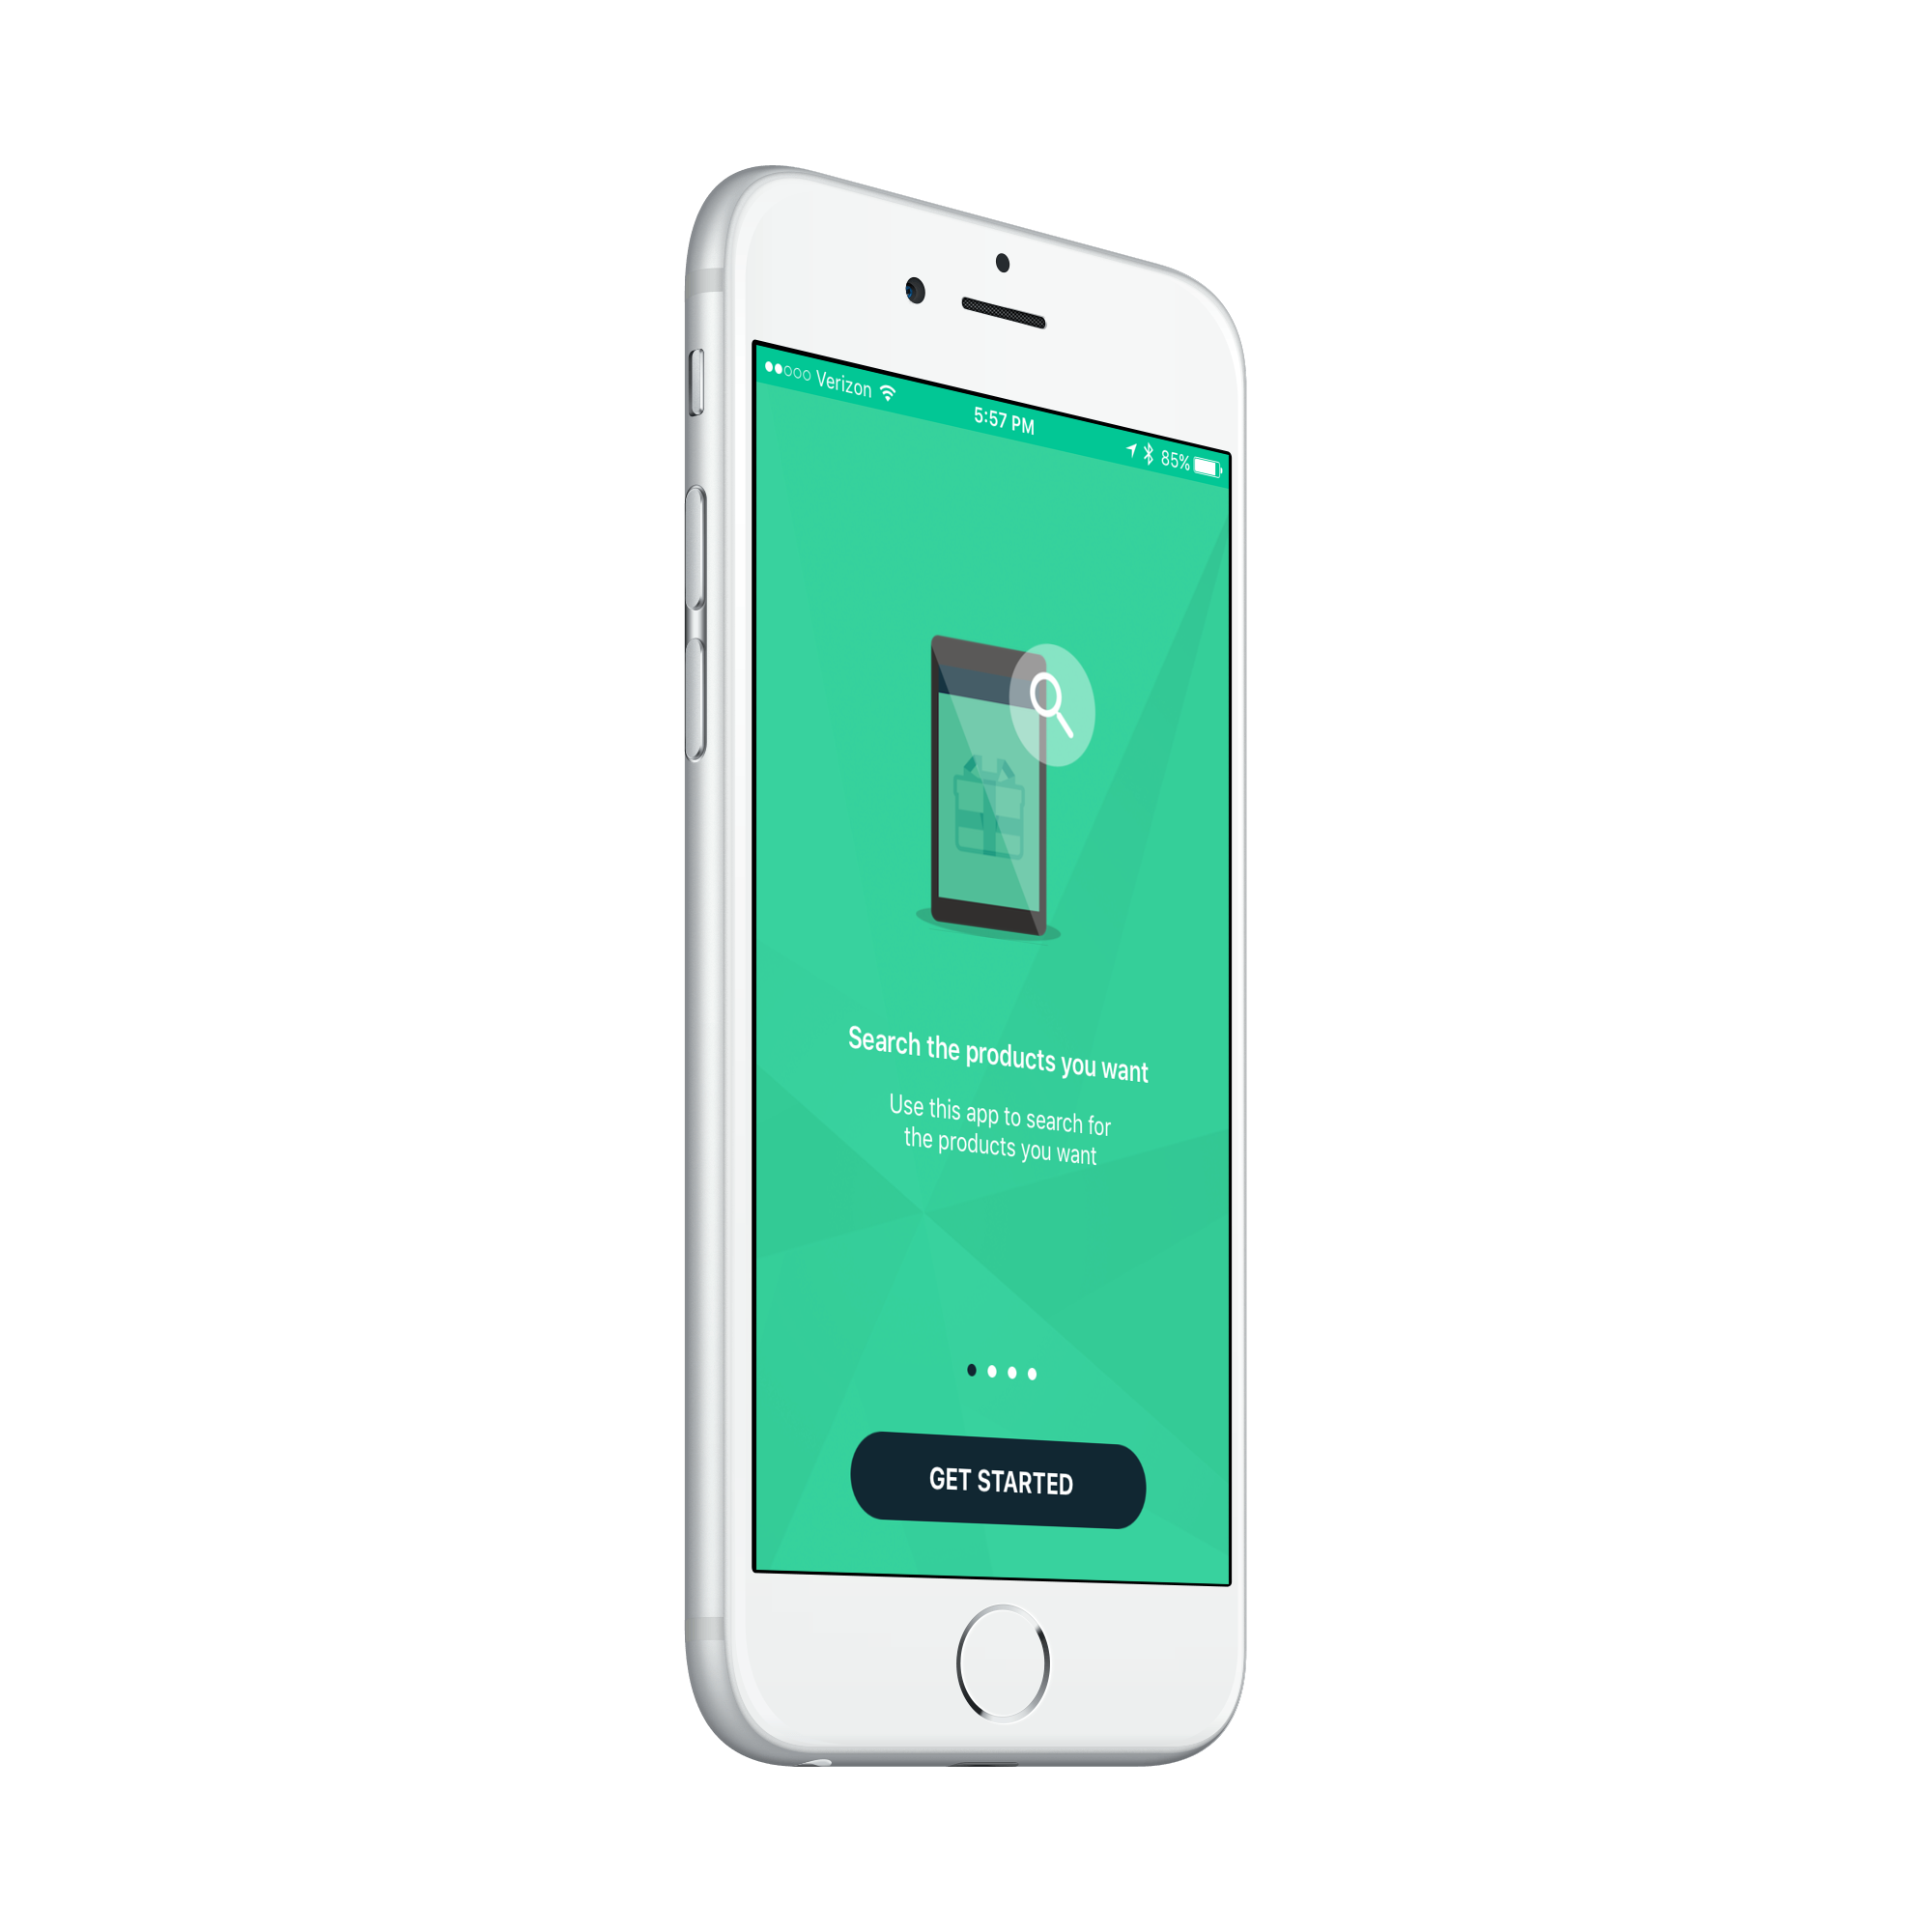 Verizon
5:57 PM
85%
Search the products you want
Use this app to search for
the products you want
GET STARTED